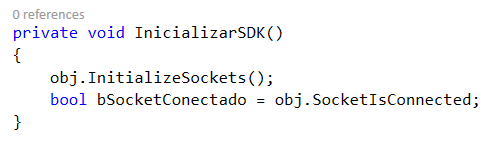 0 references
private void InicializarSDK()
{
    obj.InitializeSockets();
    bool bSocketConectado = obj.SocketIsConnected;
}